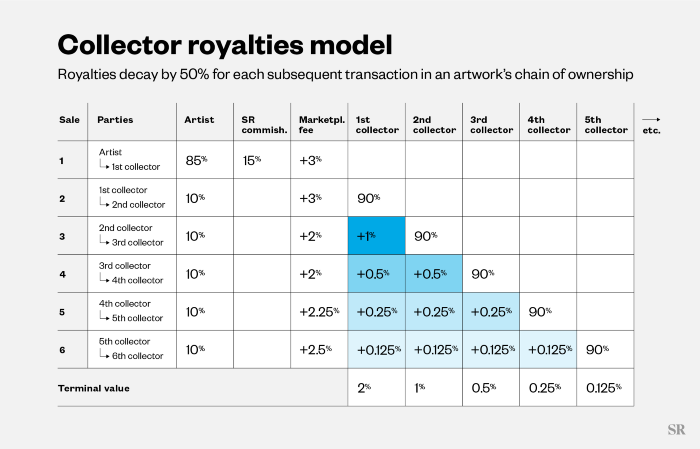 Collector royalties model
Royalties decay by 50% for each subsequent transaction in an artwork's chain of ownership
Sale Parties Artist SR commish. Marketpl. fee 1st collector 2nd collector 3rd collector 4th collector 5th collector → etc.
1 Artist ↳ 1st collector 85% 15% +3%
2 1st collector ↳ 2nd collector 10% +3% 90%
3 2nd collector ↳ 3rd collector 10% +2% +1% 90%
4 3rd collector ↳ 4th collector 10% +2% +0.5% +0.5% 90%
5 4th collector ↳ 5th collector 10% +2.25% +0.25% +0.25% +0.25% 90%
6 5th collector ↳ 6th collector 10% +2.5% +0.125% +0.125% +0.125% +0.125% 90%
Terminal value 2% 1% 0.5% 0.25% 0.125%
SR